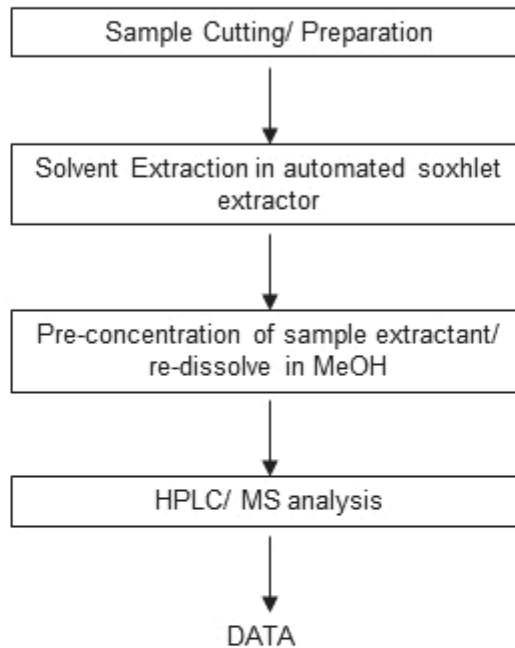 Sample Cutting/ Preparation
Solvent Extraction in automated soxhlet
extractor
Pre-concentration of sample extractant/
re-dissolve in MeOH
HPLC/ MS analysis
DATA